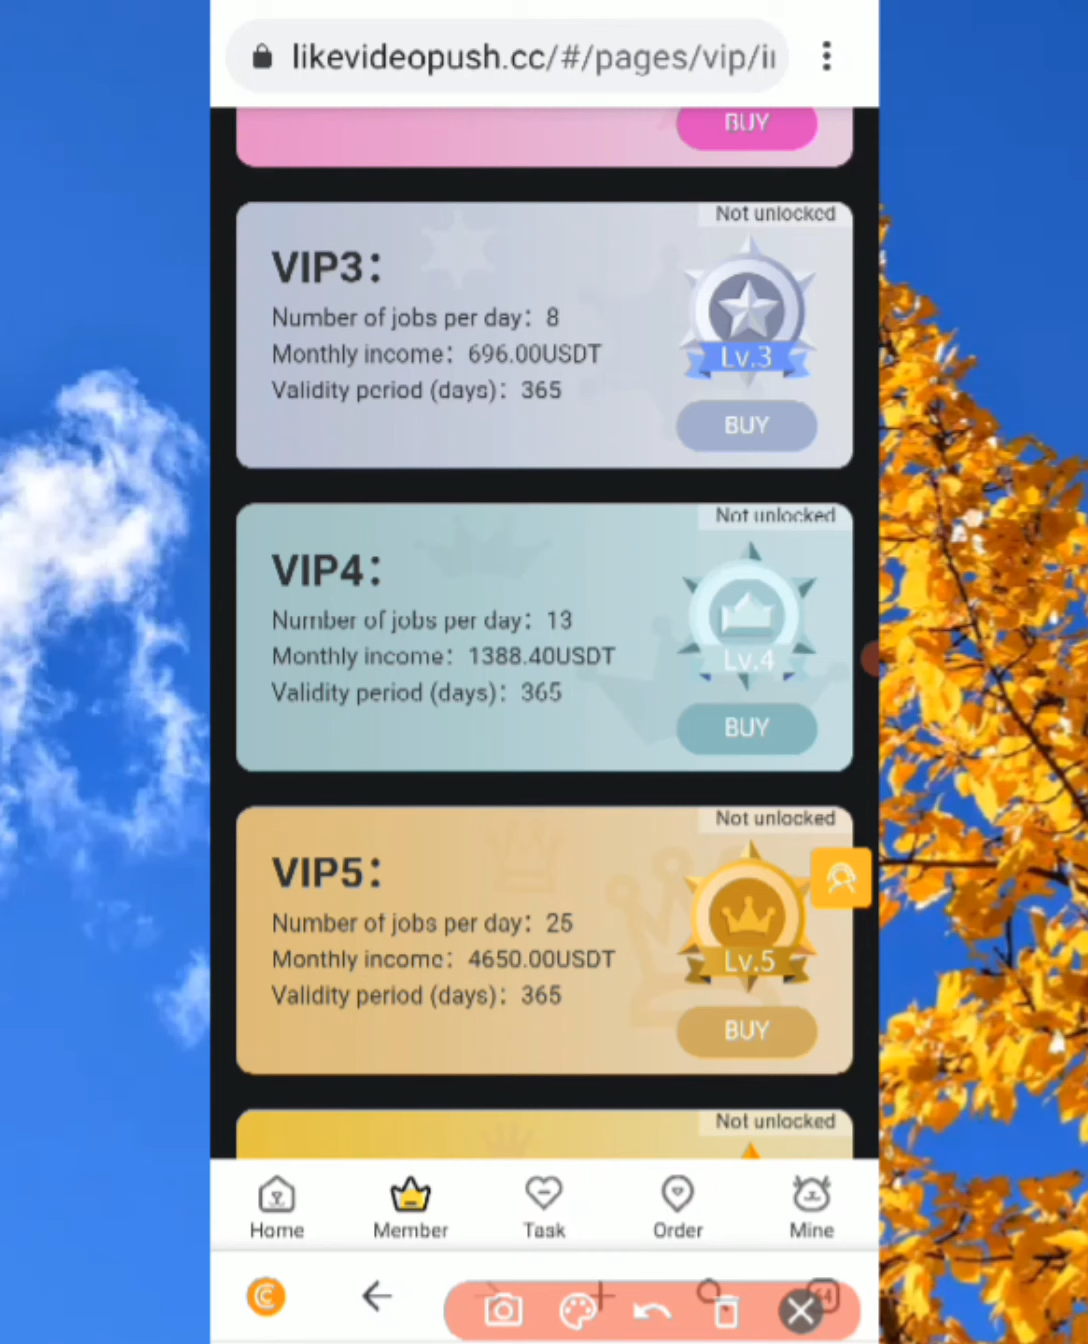 likevideopush.cc/#/pages/vip/i
BUY
Not unlocked
VIP3:
Number of jobs per day: 8
Monthly income: 696.00USDT
Validity period (days): 365
Lv.3
BUY
Not unlocked
VIP4:
Number of jobs per day: 13
Monthly income: 1388.40USDT
Validity period (days): 365
Lv.4
BUY
Not unlocked
VIP5:
Number of jobs per day: 25
Monthly income: 4650.00USDT
Validity period (days): 365
Lv.5
BUY
Not unlocked
Home
Member
Task
Order
Mine